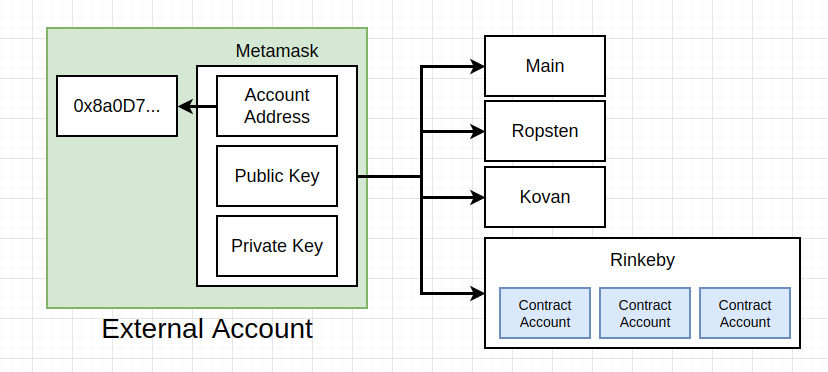 Metamask
0x8a0D7...
Account
Address
Public Key
Private Key
External Account
Main
Ropsten
Kovan
Rinkeby
Contract
Account
Contract
Account
Contract
Account